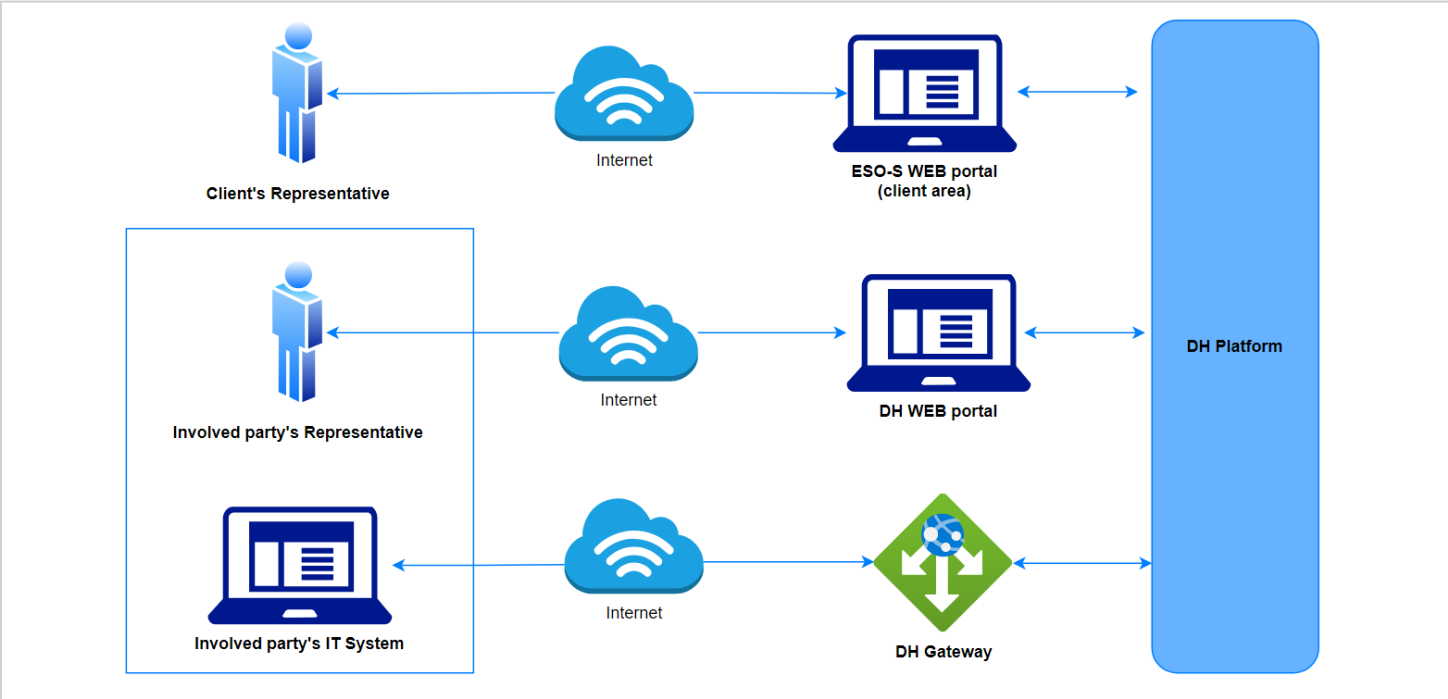 Internet
ESO-S WEB portal
(client area)
Client's Representative
DH Platform
Internet
DH WEB portal
Involved party's Representative
Internet
Involved party's IT System
DH Gateway